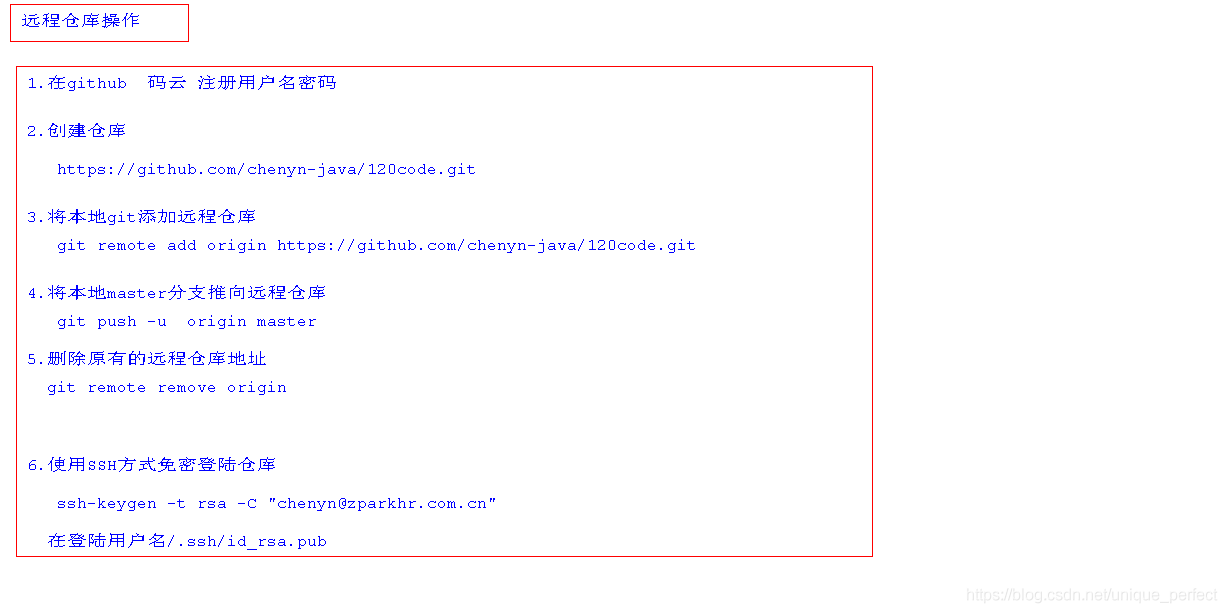 远程仓库操作
1.在github  码云 注册用户名密码
2.创建仓库
https://github.com/chenyn-java/120code.git
3.将本地git添加远程仓库
git remote add origin https://github.com/chenyn-java/120code.git
4.将本地master分支推向远程仓库
git push -u  origin master
5.删除原有的远程仓库地址
git remote remove origin
6.使用SSH方式免密登陆仓库
ssh-keygen -t rsa -C "chenyn@zparkhr.com.cn"
在登陆用户名/.ssh/id_rsa.pub
https://blog.csdn.net/unique_perfect